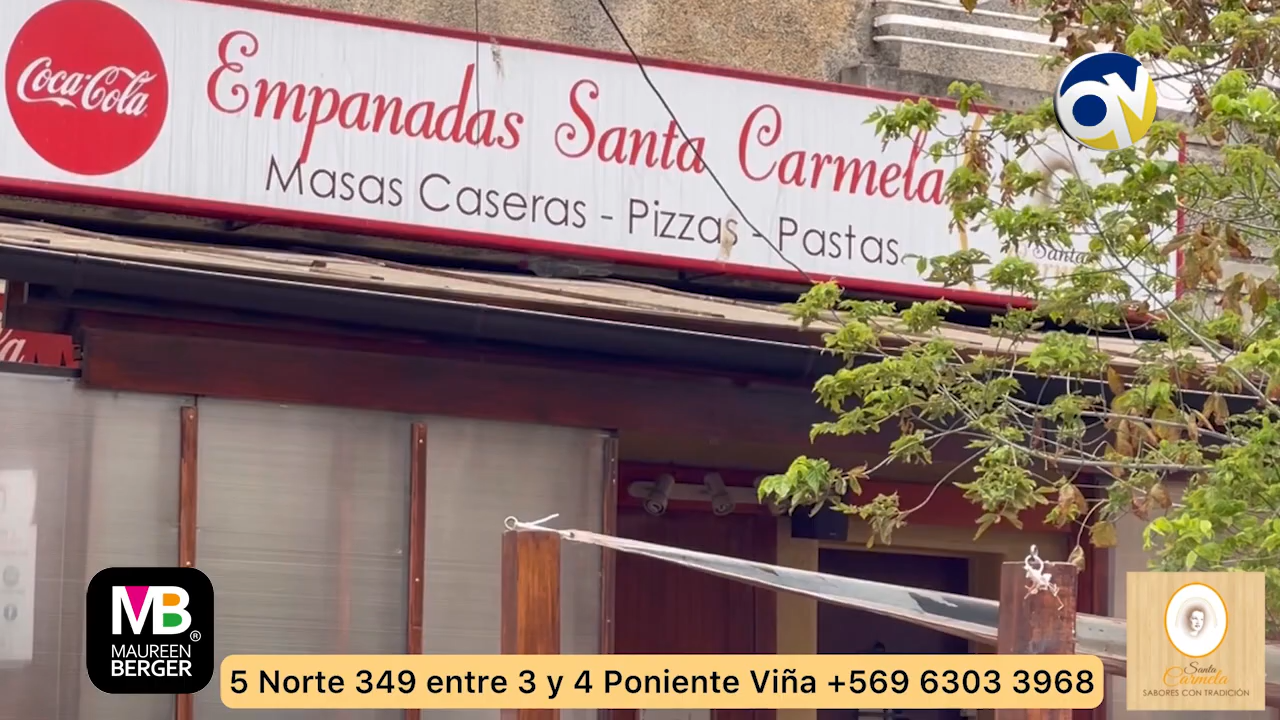 Coca-Cola
Empanadas Santa Carmela
Masas Caseras - Pizzas - Pastas
Santa
MB
MAUREEN
BERGER
®
5 Norte 349 entre 3 y 4 Poniente Viña +569 6303 3968
Santa
Carmela
SABORES CON TRADICIÓN